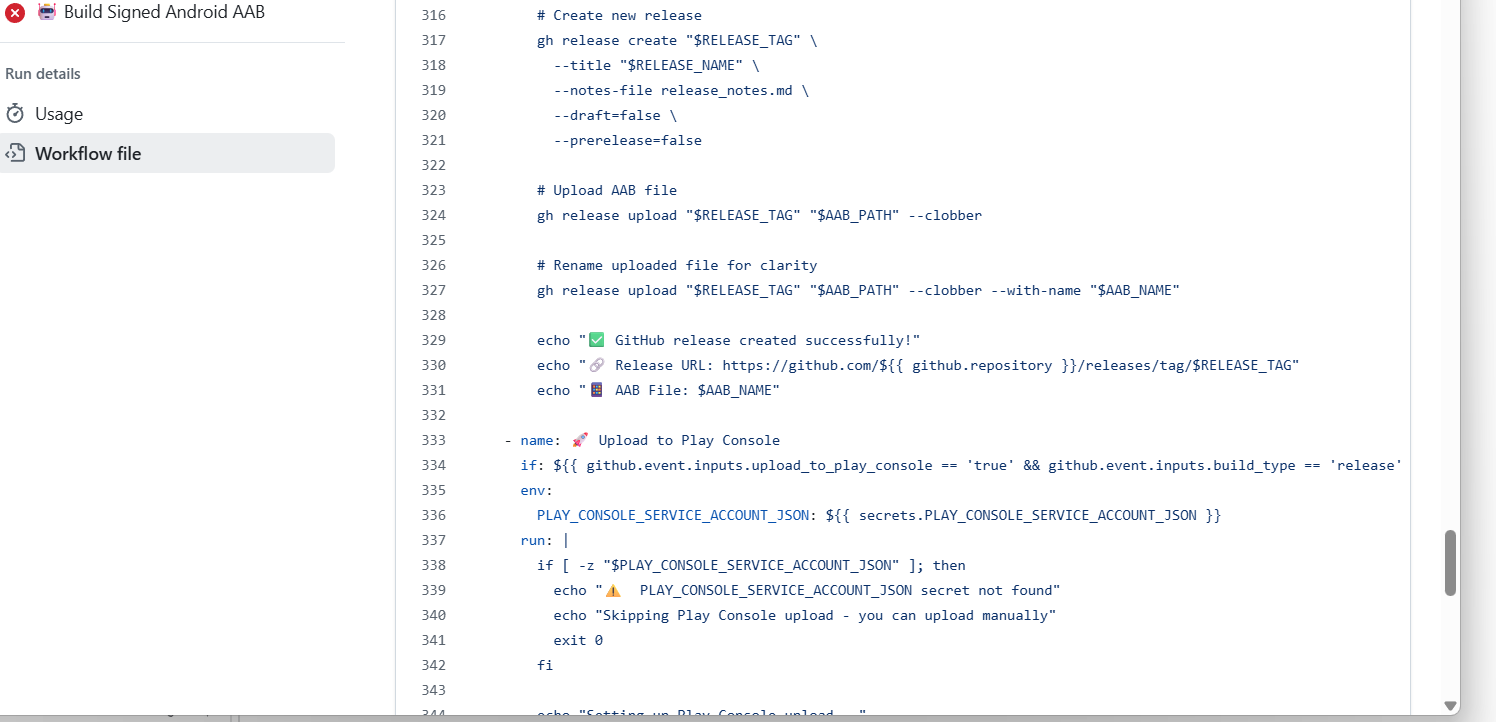 Build Signed Android AAB
Run details
Usage
Workflow file
316 # Create new release
317 gh release create "$RELEASE_TAG" \
318 --title "$RELEASE_NAME" \
319 --notes-file release_notes.md \
320 --draft=false \
321 --prerelease=false
322
323 # Upload AAB file
324 gh release upload "$RELEASE_TAG" "$AAB_PATH" --clobber
325
326 # Rename uploaded file for clarity
327 gh release upload "$RELEASE_TAG" "$AAB_PATH" --clobber --with-name "$AAB_NAME"
328
329 echo "✅ GitHub release created successfully!"
330 echo "🔗 Release URL: https://github.com/${{ github.repository }}/releases/tag/$RELEASE_TAG"
331 echo "📱 AAB File: $AAB_NAME"
332
333 - name: 🚀 Upload to Play Console
334 if: ${{ github.event.inputs.upload_to_play_console == 'true' && github.event.inputs.build_type == 'release'
335 env:
336 PLAY_CONSOLE_SERVICE_ACCOUNT_JSON: ${{ secrets.PLAY_CONSOLE_SERVICE_ACCOUNT_JSON }}
337 run: |
338 if [ -z "$PLAY_CONSOLE_SERVICE_ACCOUNT_JSON" ]; then
339 echo "⚠️  PLAY_CONSOLE_SERVICE_ACCOUNT_JSON secret not found"
340 echo "Skipping Play Console upload - you can upload manually"
341 exit 0
342 fi
343
344 echo "Setting up Play Console upload..."